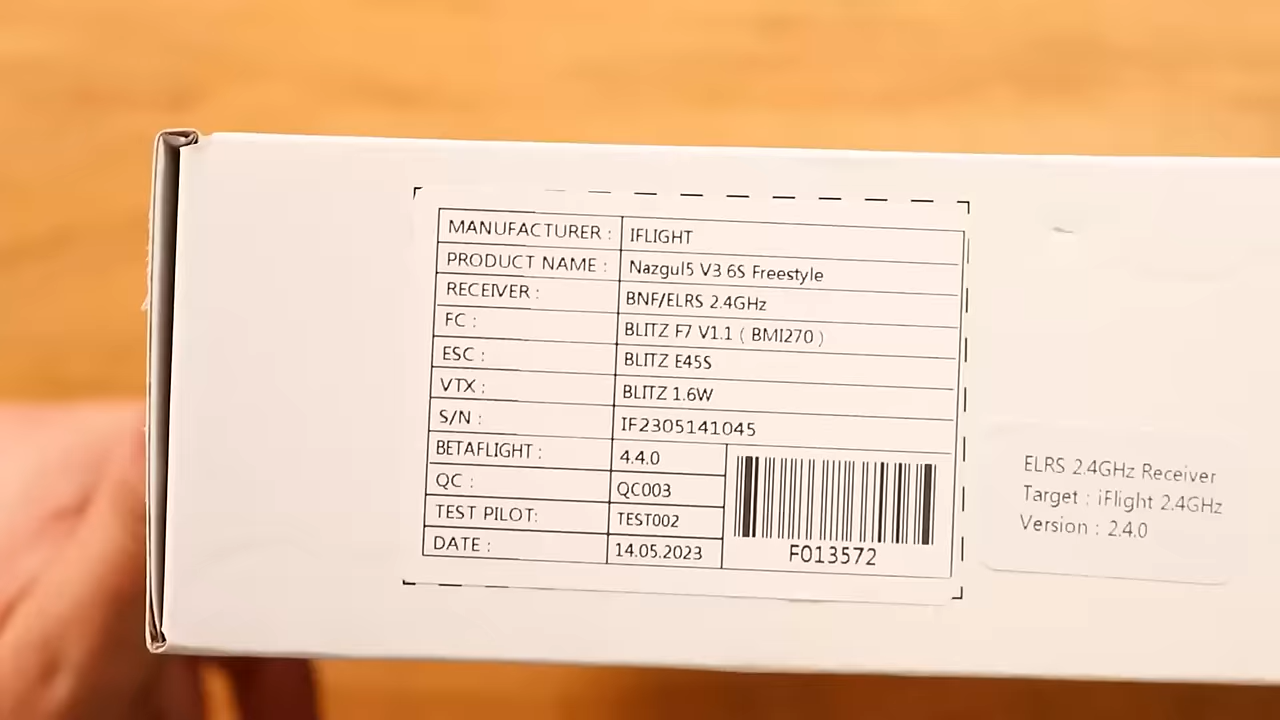 MANUFACTURER : IFLIGHT
PRODUCT NAME : Nazgul5 V3 6S Freestyle
RECEIVER : BNF/ELRS 2.4GHz
FC : BLITZ F7 V1.1 ( BMI270 )
ESC : BLITZ E45S
VTX : BLITZ 1.6W
S/N : IF2305141045
BETAFLIGHT : 4.4.0
QC : QC003
TEST PILOT: TEST002
DATE : 14.05.2023
F013572
ELRS 2.4GHz Receiver
Target : iFlight 2.4GHz
Version : 2.4.0